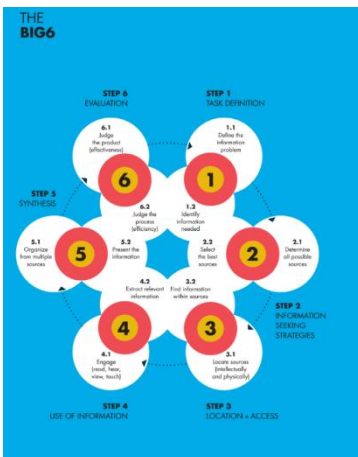 THE
BIG6
STEP 6
EVALUATION
STEP 1
TASK DEFINITION
6.1
Judge
the product
(effectiveness)
1.1
Define the
information
problem
6
1
6.2
Judge the
process
(efficiency)
1.2
Identify
information
needed
STEP 5
SYNTHESIS
5.1
Organize
from multiple
sources
5
5.2
Present the
information
2.2
Select
the best
sources
2
2.1
Determine
all possible
sources
4.2
Extract relevant
information
3.2
Find information
within sources
STEP 2
INFORMATION
SEEKING
STRATEGIES
4
3
4.1
Engage
(read, hear,
view, touch)
3.1
Locate sources
(intellectually
and physically)
STEP 4
USE OF INFORMATION
STEP 3
LOCATION + ACCESS